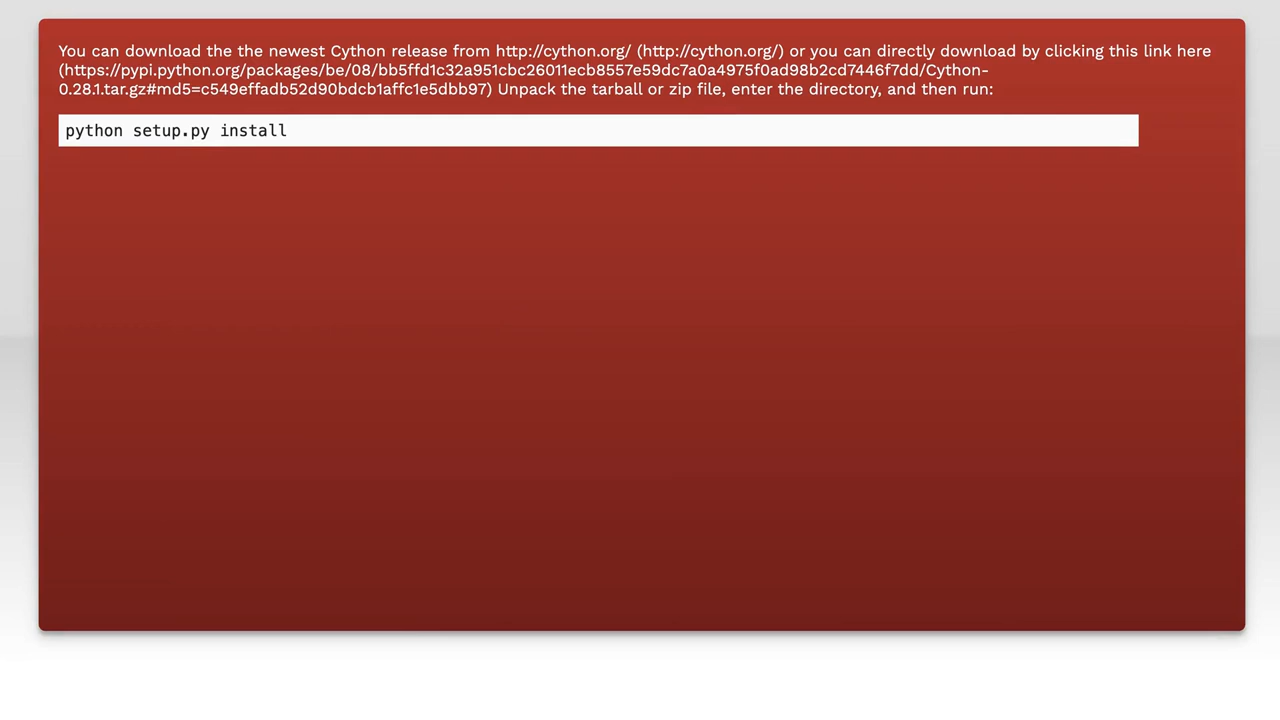 You can download the the newest Cython release from http://cython.org/ (http://cython.org/) or you can directly download by clicking this link here
(https://pypi.python.org/packages/be/08/bb5ffd1c32a951cbc26011ecb8557e59dc7a0a4975f0ad98b2cd7446f7dd/Cython-
0.28.1.tar.gz#md5=c549effadb52d90bdcb1affc1e5dbb97) Unpack the tarball or zip file, enter the directory, and then run:
python setup.py install